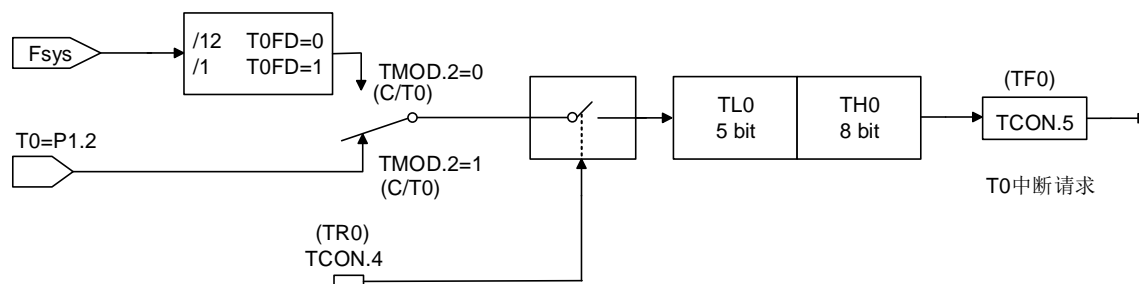 Fsys
/12 T0FD=0
/1 T0FD=1
TMOD.2=0
(C/T0)
T0=P1.2
TMOD.2=1
(C/T0)
TL0
5 bit
TH0
8 bit
(TF0)
TCON.5
T0中断请求
(TR0)
TCON.4